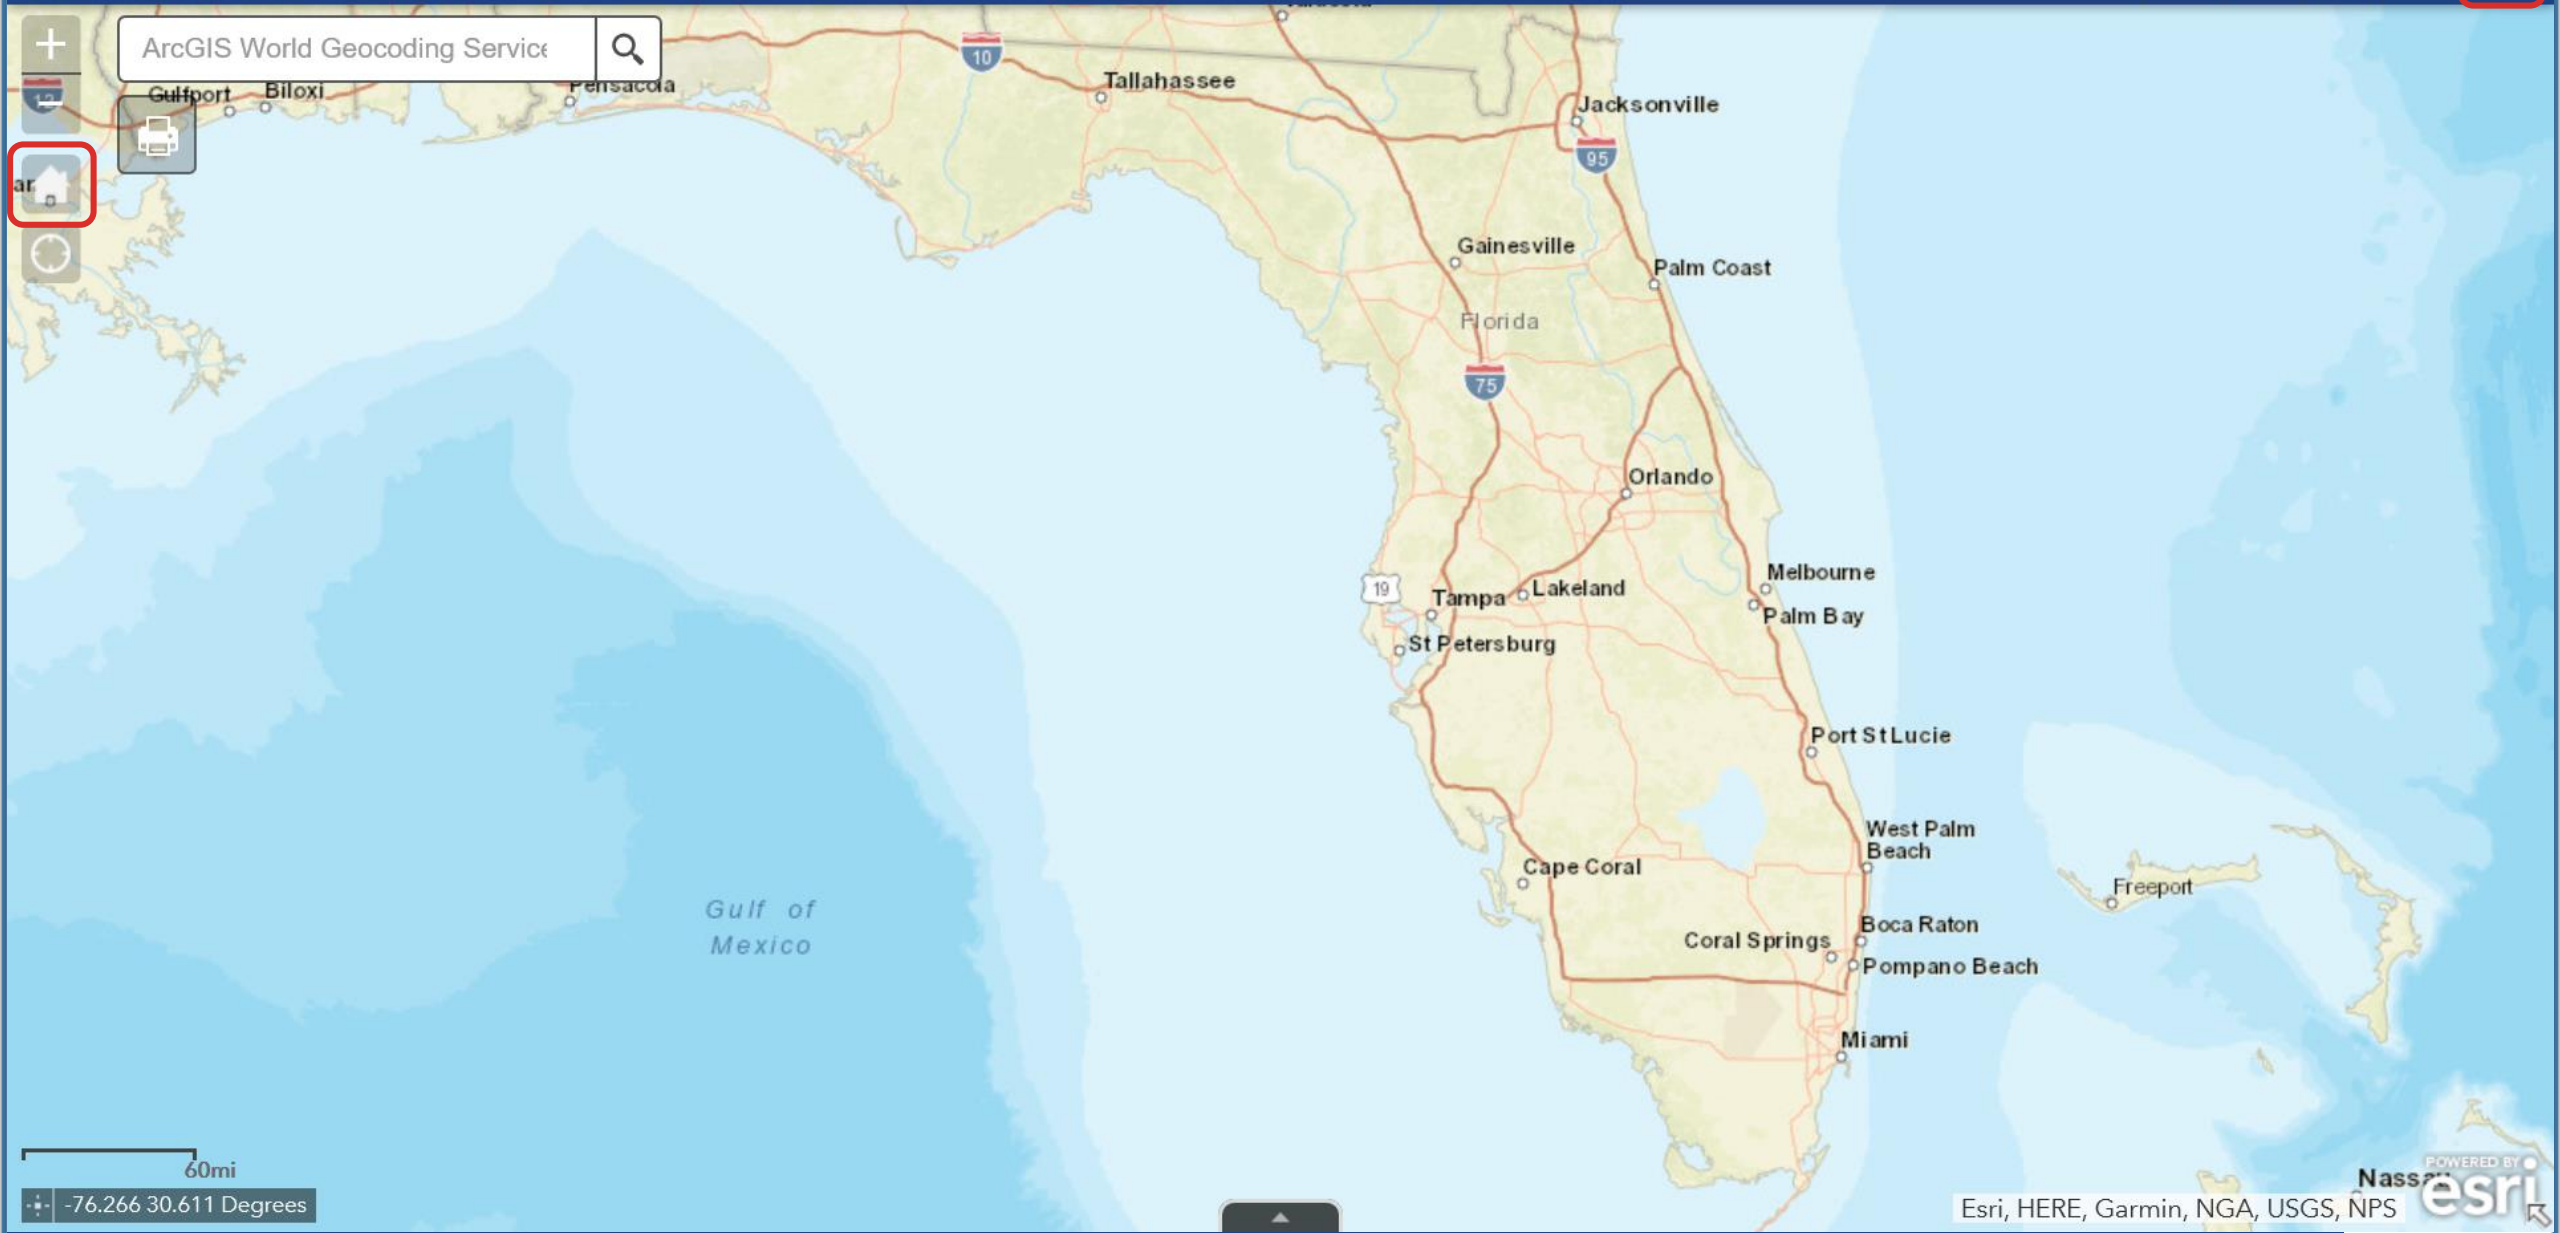 +
ArcGIS World Geocoding Service
10
Tallahassee
12
Gulfport
Biloxi
Pensacola
Jacksonville
95
Gainesville
Palm Coast
Florida
75
Orlando
19
Melbourne
Tampa
Lakeland
Palm Bay
St Petersburg
Port St Lucie
West Palm
Beach
Cape Coral
Freeport
Gulf of
Mexico
Boca Raton
Coral Springs
Pompano Beach
Miami
60mi
-76.266 30.611 Degrees
Esri, HERE, Garmin, NGA, USGS, NPS
POWERED BY
esri